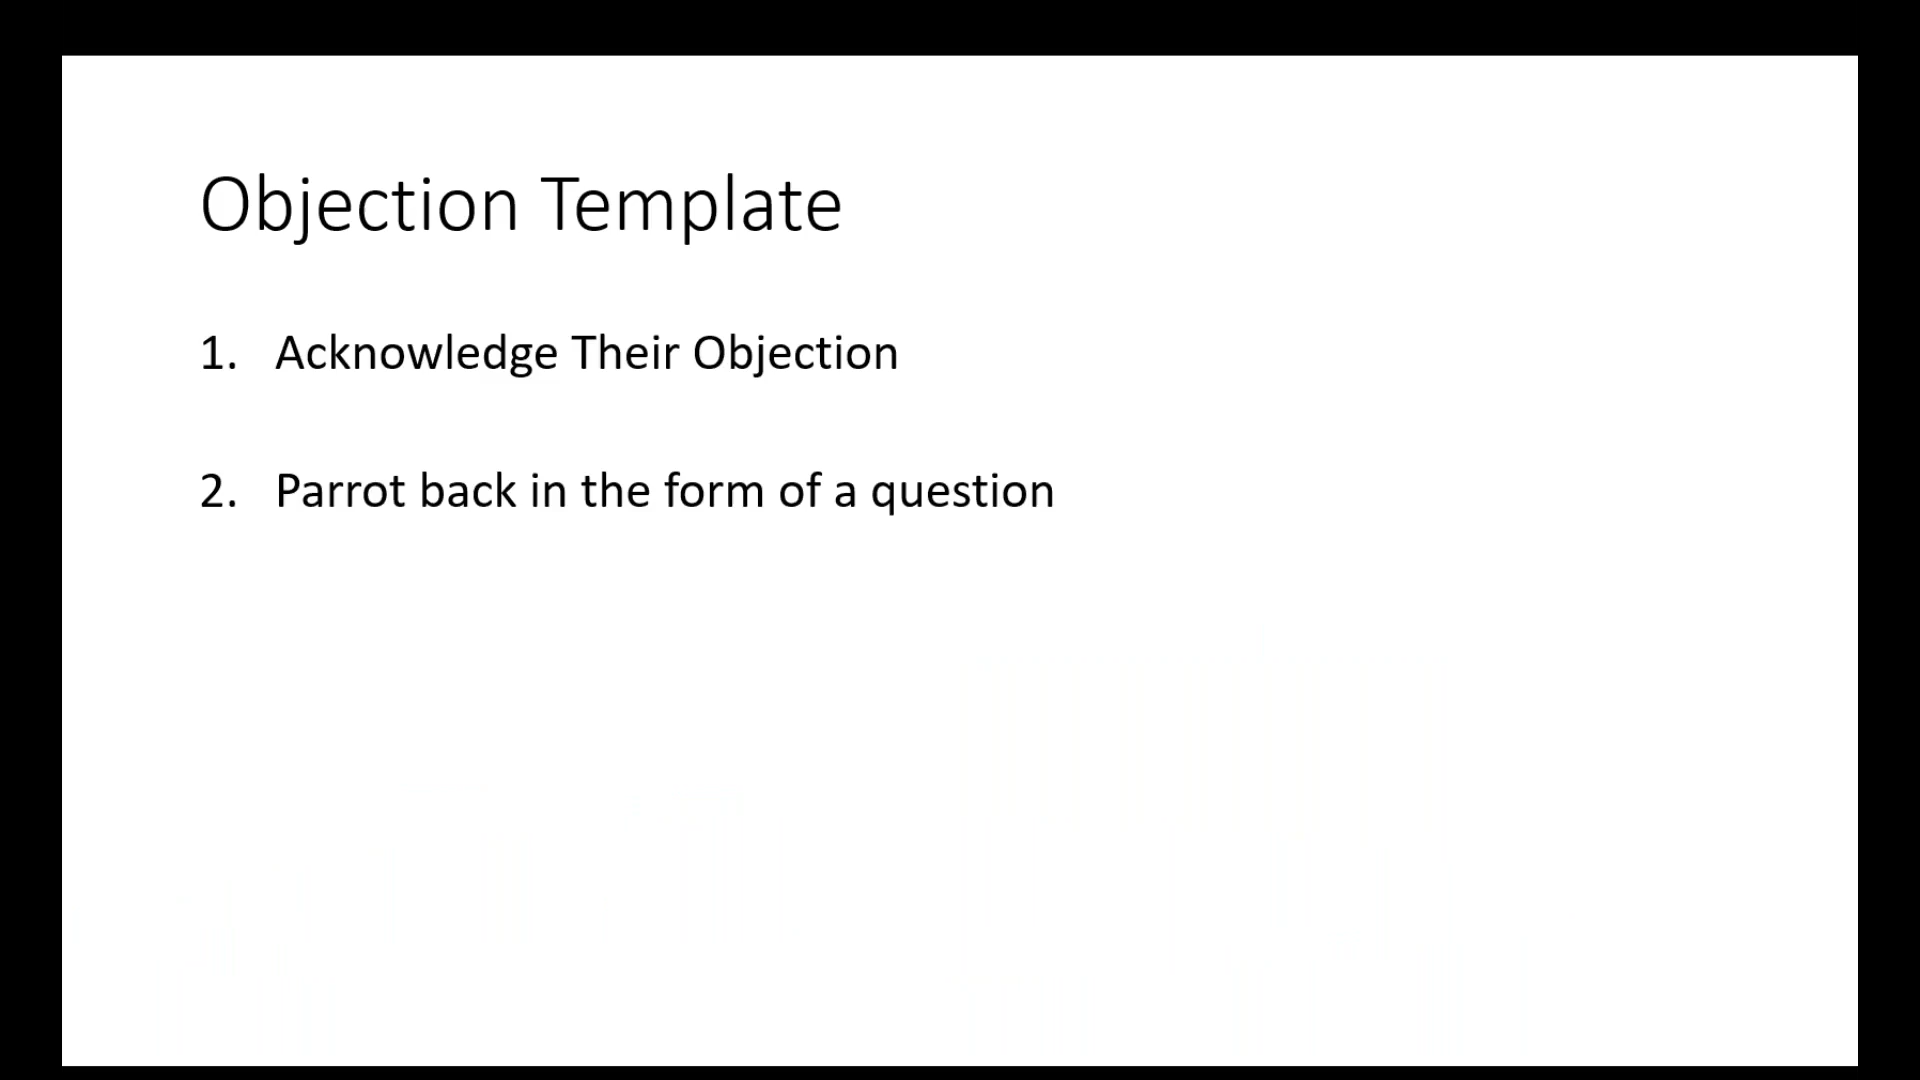 Objection Template
1. Acknowledge Their Objection
2. Parrot back in the form of a question